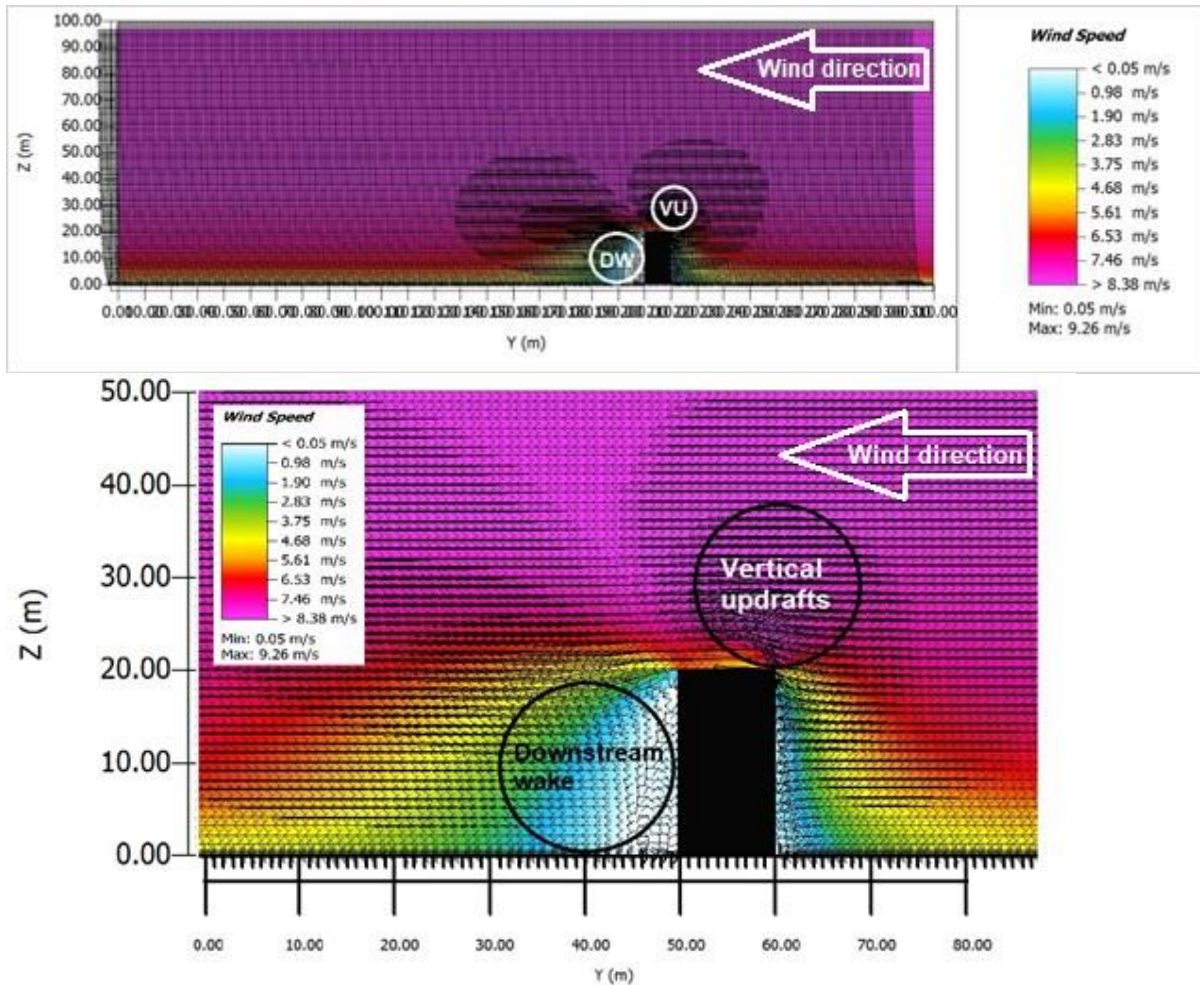 100.00
90.00
80.00
70.00
60.00
50.00
40.00
30.00
20.00
10.00
0.00
Z (m)
Wind direction
VU
DW
Y (m)
Wind Speed
< 0.05 m/s
0.98 m/s
1.90 m/s
2.83 m/s
3.75 m/s
4.68 m/s
5.61 m/s
6.53 m/s
7.46 m/s
> 8.38 m/s
Min: 0.05 m/s
Max: 9.26 m/s
50.00
40.00
30.00
20.00
10.00
0.00
Z (m)
Wind Speed
< 0.05 m/s
0.98 m/s
1.90 m/s
2.83 m/s
3.75 m/s
4.68 m/s
5.61 m/s
6.53 m/s
7.46 m/s
> 8.38 m/s
Min: 0.05 m/s
Max: 9.26 m/s
Wind direction
Vertical
updrafts
Downstream
wake
0.00 10.00 20.00 30.00 40.00 50.00 60.00 70.00 80.00
Y (m)